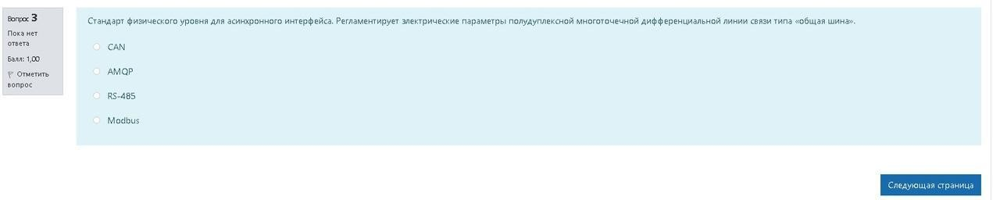 Вопрос 3
Пока нет
ответа
Балл: 1,00
Отметить
вопрос
Стандарт физического уровня для асинхронного интерфейса. Регламентирует электрические параметры полудуплексной многоточечной дифференциальной линии связи типа «общая шина».
CAN
AMQP
RS-485
Modbus
Следующая страница